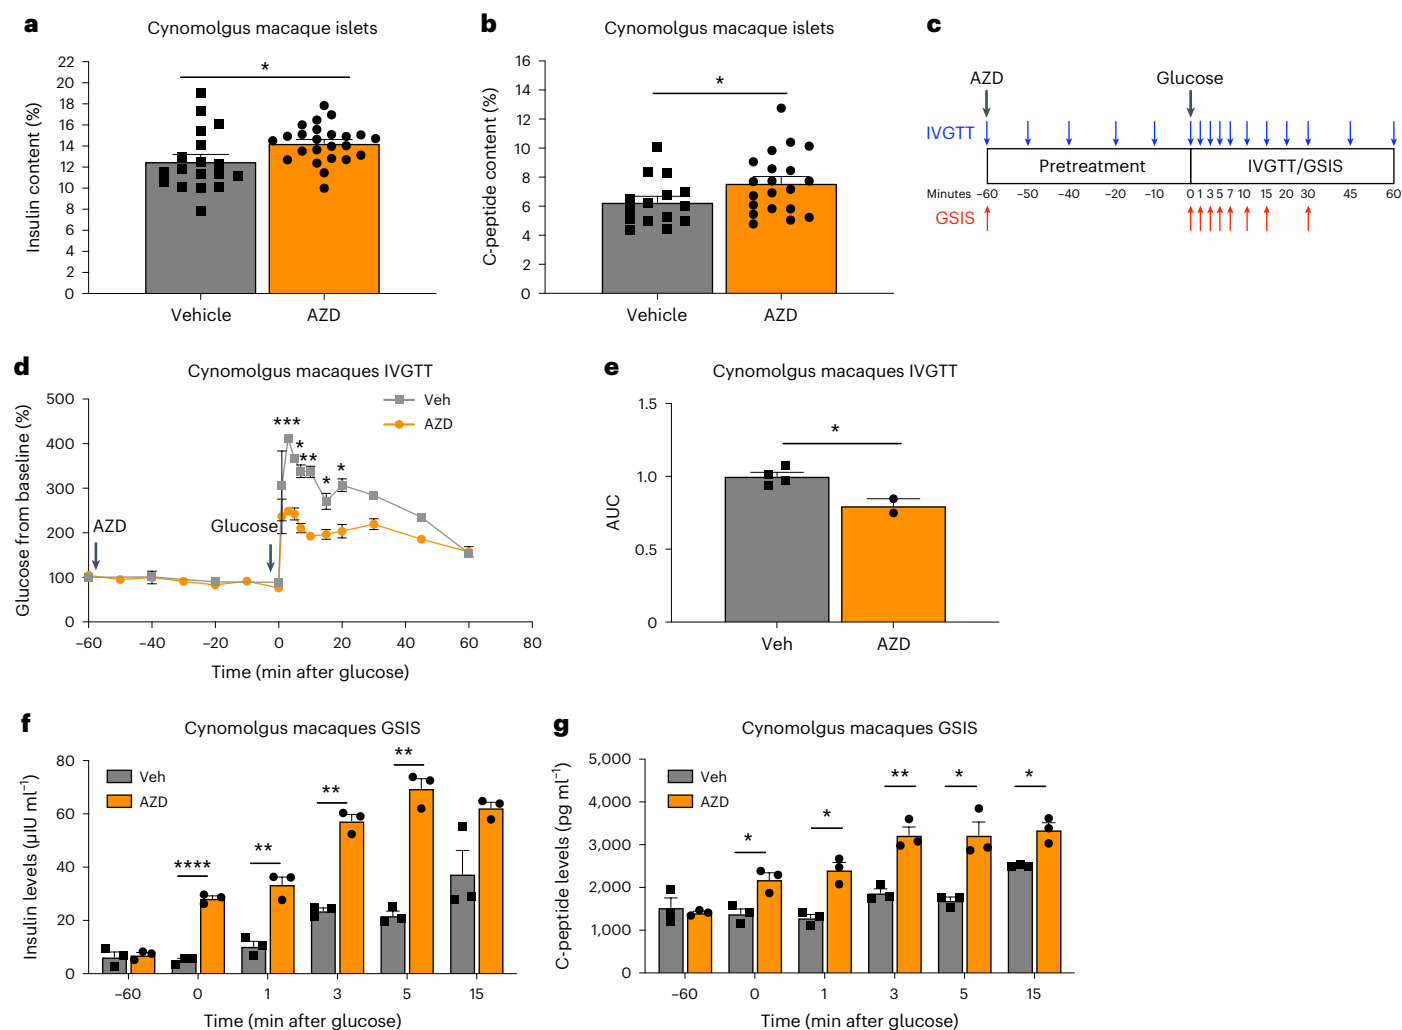 a
Cynomolgus macaque islets
Insulin content (%)
22
20
18
16
14
12
10
8
6
4
2
0
*
Vehicle
AZD
b
Cynomolgus macaque islets
C-peptide content (%)
16
14
12
10
8
6
4
2
0
*
Vehicle
AZD
c
AZD
Glucose
IVGTT
Pretreatment
IVGTT/GSIS
Minutes –60 –50 –40 –20 –10 0 1 3 5 7 10 15 20 30 45 60
GSIS
d
Cynomolgus macaques IVGTT
Glucose from baseline (%)
500
400
300
200
100
0
Veh
AZD
***
*
**
*
*
AZD
Glucose
–60 –40 –20 0 20 40 60 80
Time (min after glucose)
e
Cynomolgus macaques IVGTT
AUC
1.5
1.0
0.5
0
*
Veh
AZD
f
Cynomolgus macaques GSIS
Insulin levels (µIU ml⁻¹)
80
60
40
20
0
Veh
AZD
****
**
**
**
–60 0 1 3 5 15
Time (min after glucose)
g
Cynomolgus macaques GSIS
C-peptide levels (pg ml⁻¹)
5,000
4,000
3,000
2,000
1,000
0
Veh
AZD
*
*
**
*
*
–60 0 1 3 5 15
Time (min after glucose)